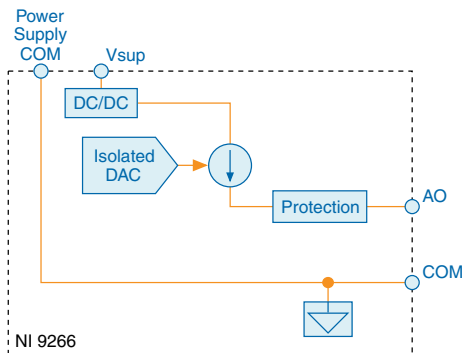 Power
Supply
COM
Vsup
DC/DC
Isolated
DAC
Protection
AO
COM
NI 9266